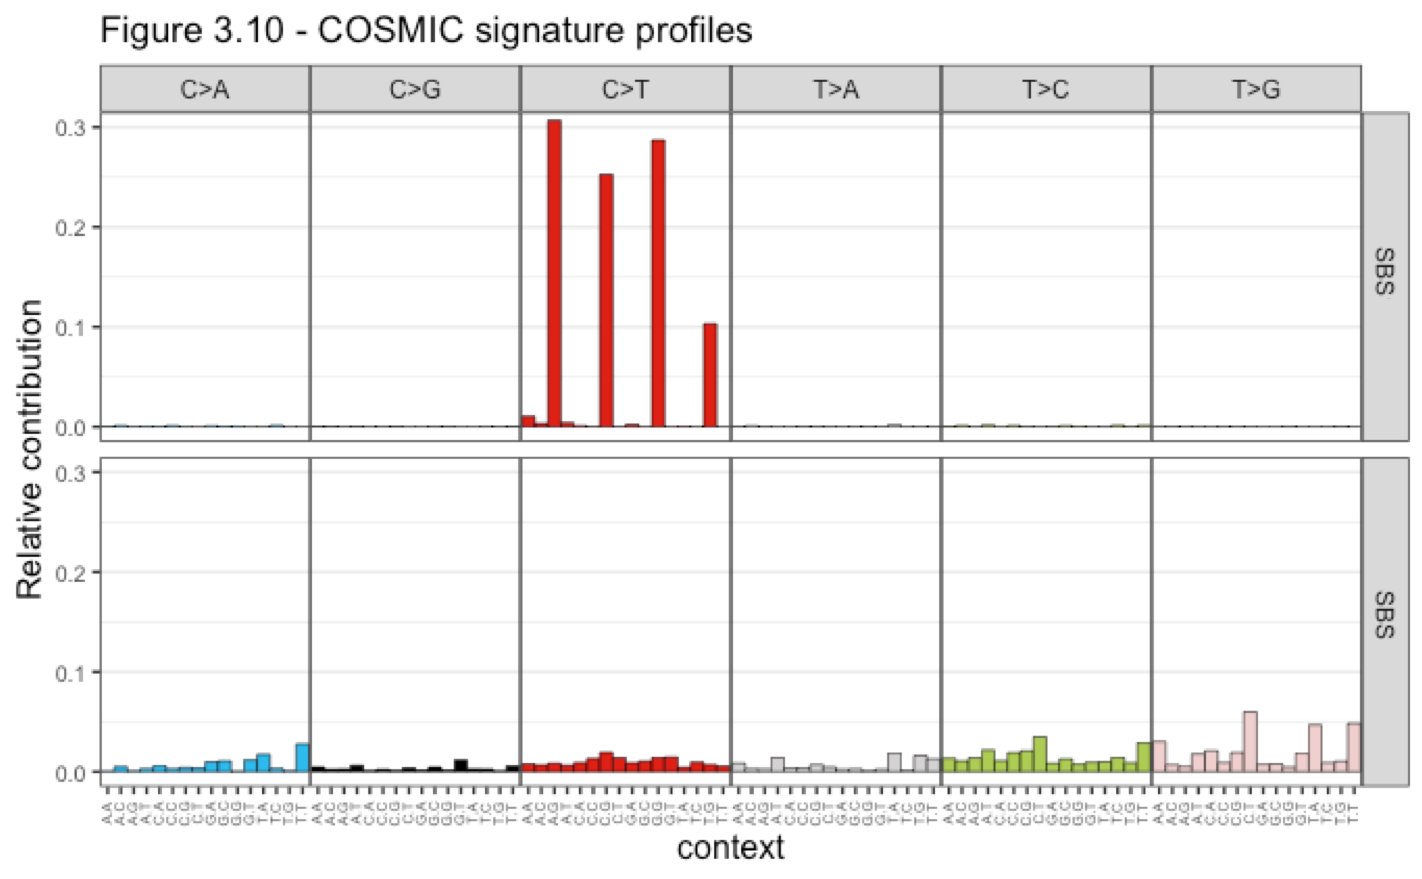 Figure 3.10 - COSMIC signature profiles
C>A C>G C>T T>A T>C T>G
0.3
0.2
0.1
0.0
SBS
0.3
0.2
0.1
0.0
SBS
Relative contribution
A.A A.C A.G A.T C.A C.C C.G C.T G.A G.C G.G G.T T.A T.C T.G T.T A.A A.C A.G A.T C.A C.C C.G C.T G.A G.C G.G G.T T.A T.C T.G T.T A.A A.C A.G A.T C.A C.C C.G C.T G.A G.C G.G G.T T.A T.C T.G T.T A.A A.C A.G A.T C.A C.C C.G C.T G.A G.C G.G G.T T.A T.C T.G T.T A.A A.C A.G A.T C.A C.C C.G C.T G.A G.C G.G G.T T.A T.C T.G T.T A.A A.C A.G A.T C.A C.C C.G C.T G.A G.C G.G G.T T.A T.C T.G T.T
context